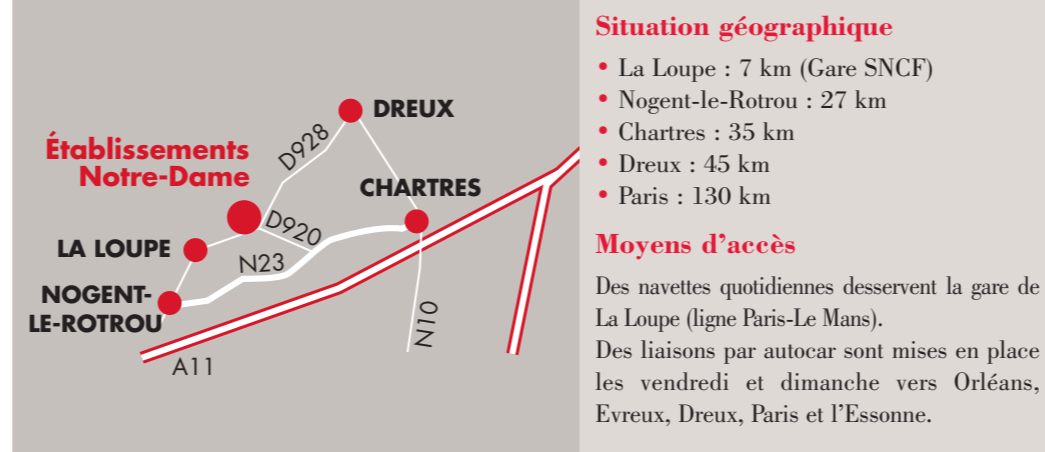 DREUX
D928
Établissements
Notre-Dame
CHARTRES
D920
LA LOUPE
N23
NOGENT-
LE-ROTROU
N10
A11
Situation géographique
• La Loupe : 7 km (Gare SNCF)
• Nogent-le-Rotrou : 27 km
• Chartres : 35 km
• Dreux : 45 km
• Paris : 130 km
Moyens d’accès
Des navettes quotidiennes desservent la gare de
La Loupe (ligne Paris-Le Mans).
Des liaisons par autocar sont mises en place
les vendredi et dimanche vers Orléans,
Evreux, Dreux, Paris et l’Essonne.